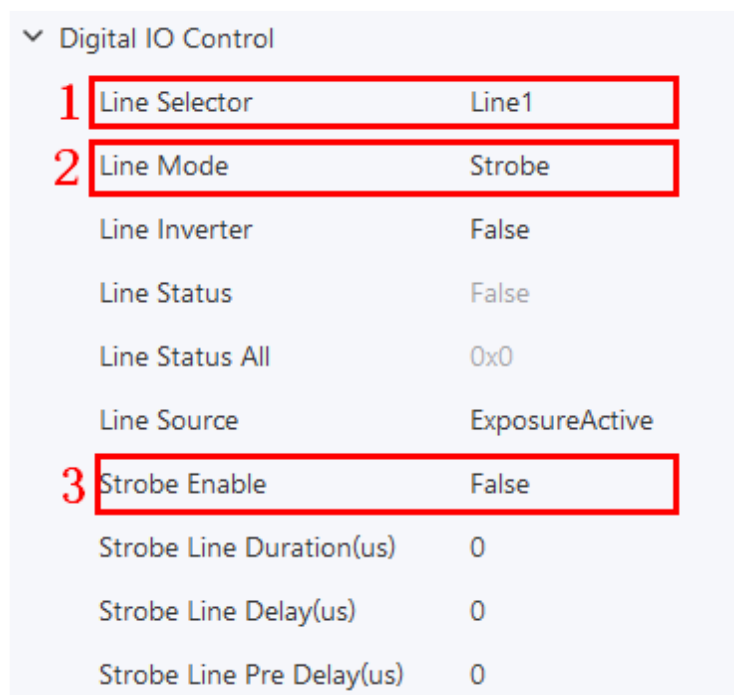 Digital IO Control
1 Line Selector Line1
2 Line Mode Strobe
Line Inverter False
Line Status False
Line Status All 0x0
Line Source ExposureActive
3 Strobe Enable False
Strobe Line Duration(us) 0
Strobe Line Delay(us) 0
Strobe Line Pre Delay(us) 0